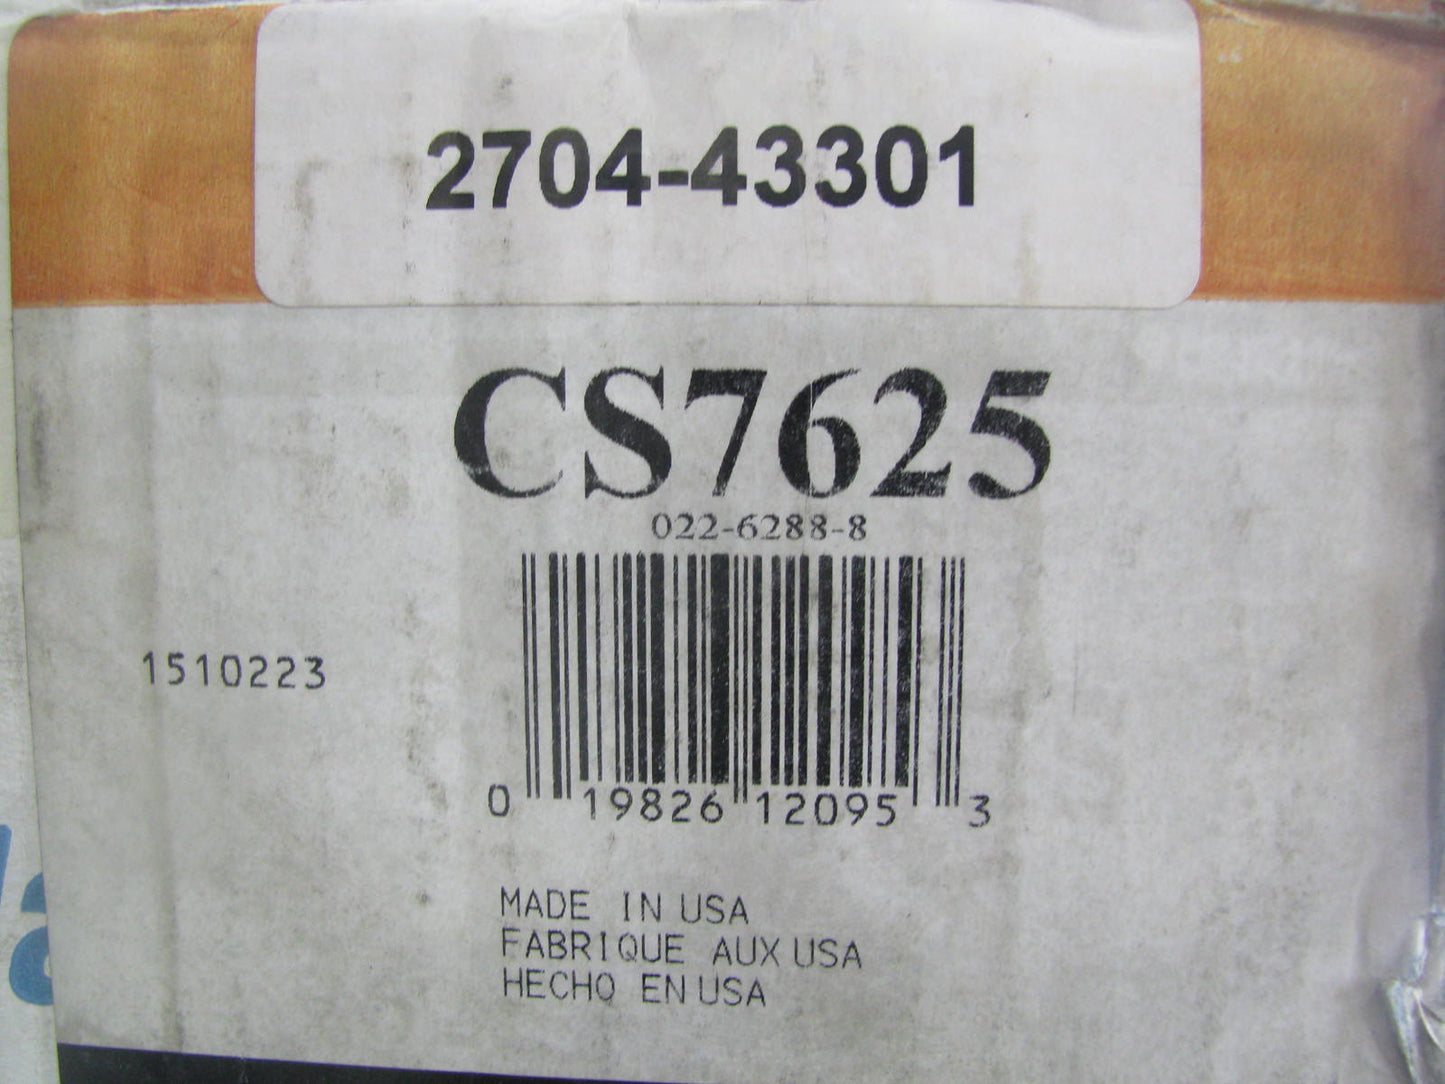 2704-43301
CS7625
022-6288-8
1510223
0 19826 12095 3
MADE IN USA
FABRIQUE AUX USA
HECHO EN USA